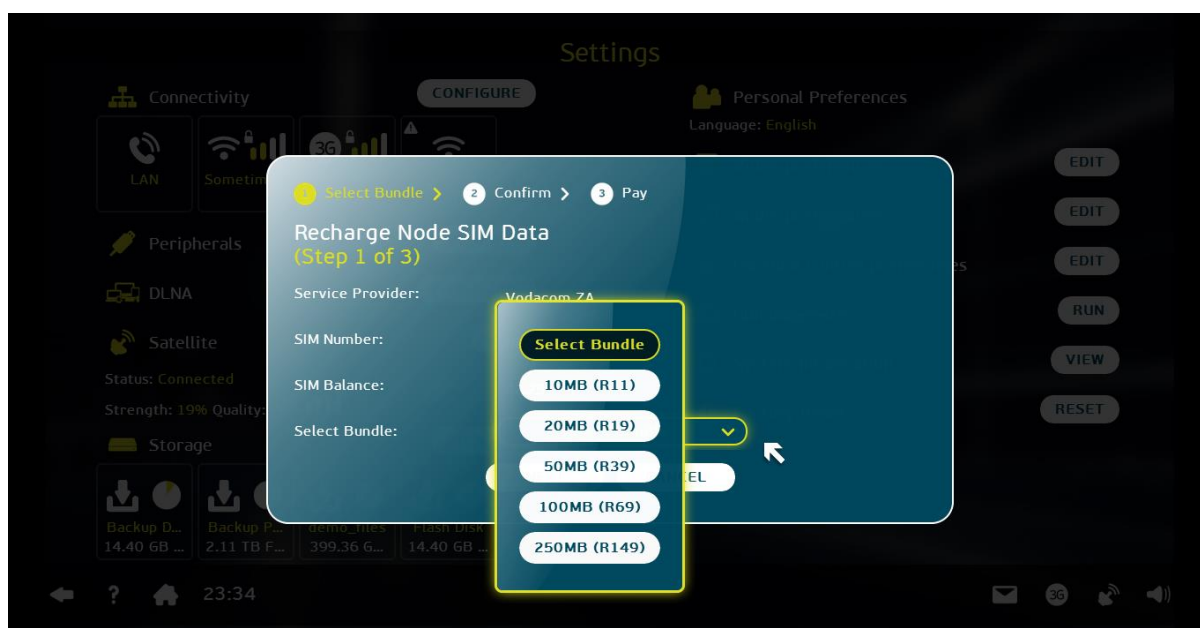 Settings
Connectivity
CONFIGURE
Personal Preferences
Language: English
3G
LAN
Sometim
EDIT
EDIT
EDIT
RUN
VIEW
RESET
Peripherals
es
DLNA
Satellite
Status: Connected
Strength: 19% Quality:
Storage
1 Select Bundle > 2 Confirm > 3 Pay
Recharge Node SIM Data
(Step 1 of 3)
Service Provider:
Vodacom ZA
SIM Number:
SIM Balance:
Select Bundle:
Select Bundle
10MB (R11)
20MB (R19)
50MB (R39)
100MB (R69)
250MB (R149)
EL
Backup D...
Backup P...
demo_files
Flash Disk
14.40 GB ...
2.11 TB F...
399.36 G...
14.40 GB ...
?
23:34
3G